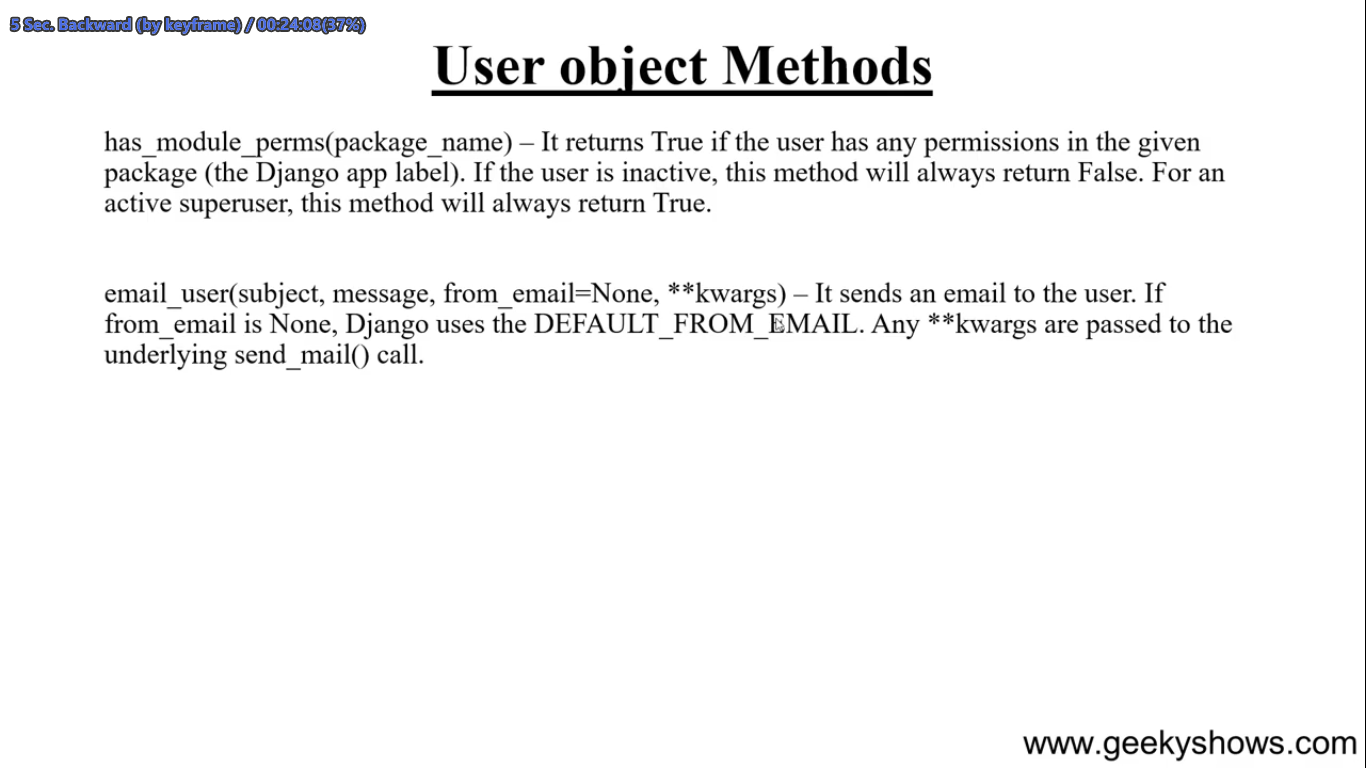 5 Sec. Backward (by keyframe) / 00:24:08(37%)
User object Methods
has_module_perms(package_name) – It returns True if the user has any permissions in the given
package (the Django app label). If the user is inactive, this method will always return False. For an
active superuser, this method will always return True.
email_user(subject, message, from_email=None, **kwargs) – It sends an email to the user. If
from_email is None, Django uses the DEFAULT_FROM_EMAIL. Any **kwargs are passed to the
underlying send_mail() call.
www.geekyshows.com